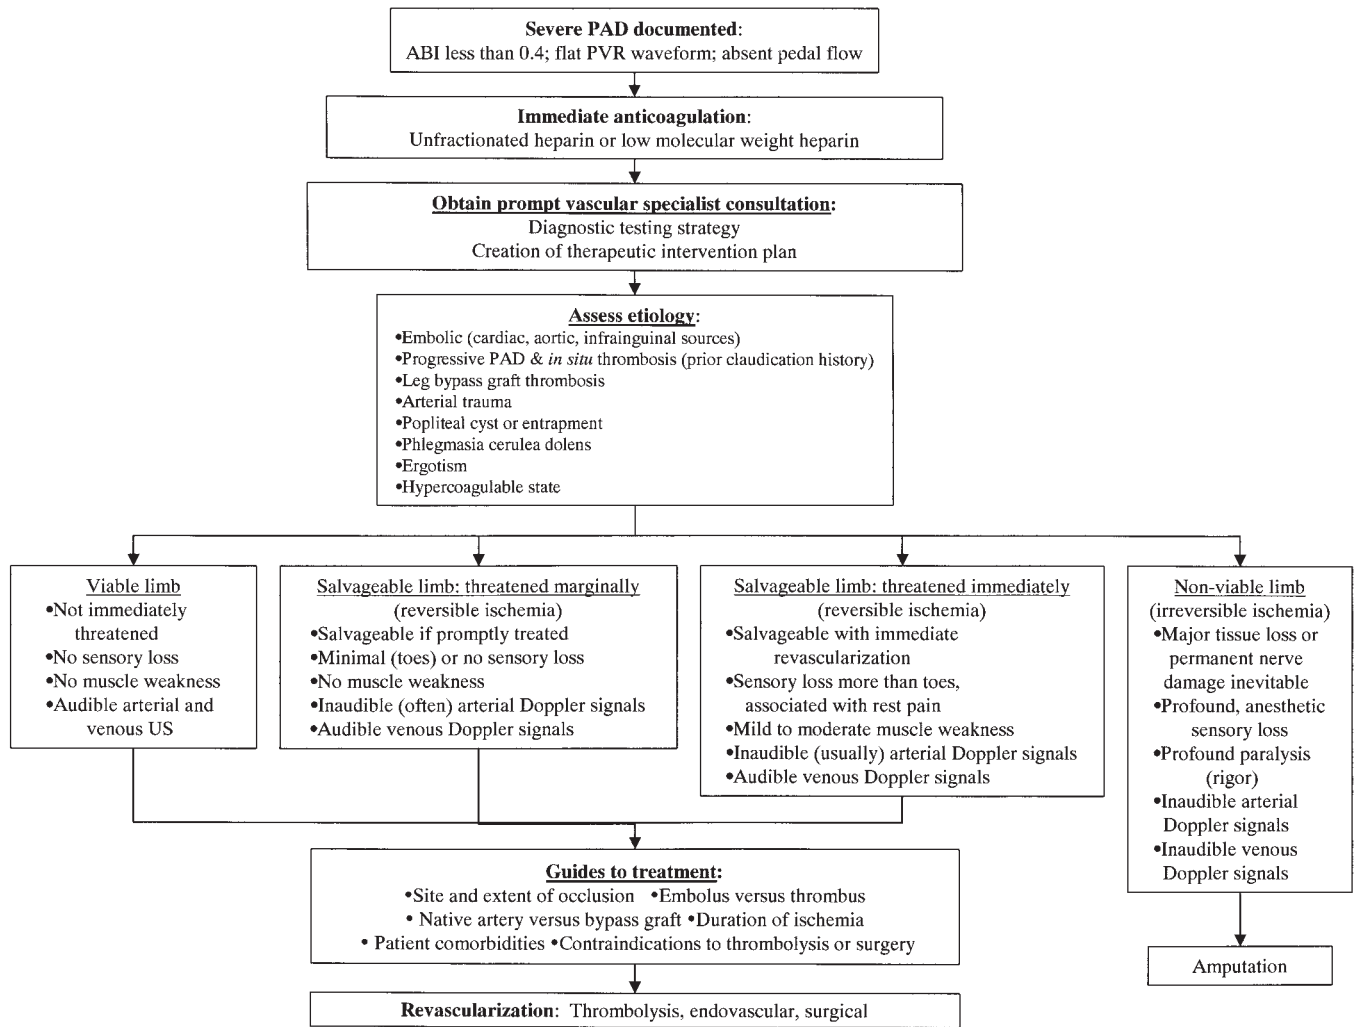 Severe PAD documented:
ABI less than 0.4; flat PVR waveform; absent pedal flow
Immediate anticoagulation:
Unfractionated heparin or low molecular weight heparin
Obtain prompt vascular specialist consultation:
Diagnostic testing strategy
Creation of therapeutic intervention plan
Assess etiology:
•Embolic (cardiac, aortic, infrainguinal sources)
•Progressive PAD & in situ thrombosis (prior claudication history)
•Leg bypass graft thrombosis
•Arterial trauma
•Popliteal cyst or entrapment
•Phlegmasia cerulea dolens
•Ergotism
•Hypercoagulable state
Viable limb
•Not immediately
threatened
•No sensory loss
•No muscle weakness
•Audible arterial and
venous US
Salvageable limb: threatened marginally
(reversible ischemia)
•Salvageable if promptly treated
•Minimal (toes) or no sensory loss
•No muscle weakness
•Inaudible (often) arterial Doppler signals
•Audible venous Doppler signals
Salvageable limb: threatened immediately
(reversible ischemia)
•Salvageable with immediate
revascularization
•Sensory loss more than toes,
associated with rest pain
•Mild to moderate muscle weakness
•Inaudible (usually) arterial Doppler signals
•Audible venous Doppler signals
Non-viable limb
(irreversible ischemia)
•Major tissue loss or
permanent nerve
damage inevitable
•Profound, anesthetic
sensory loss
•Profound paralysis
(rigor)
•Inaudible arterial
Doppler signals
•Inaudible venous
Doppler signals
Guides to treatment:
•Site and extent of occlusion •Embolus versus thrombus
• Native artery versus bypass graft •Duration of ischemia
• Patient comorbidities •Contraindications to thrombolysis or surgery
Amputation
Revascularization: Thrombolysis, endovascular, surgical